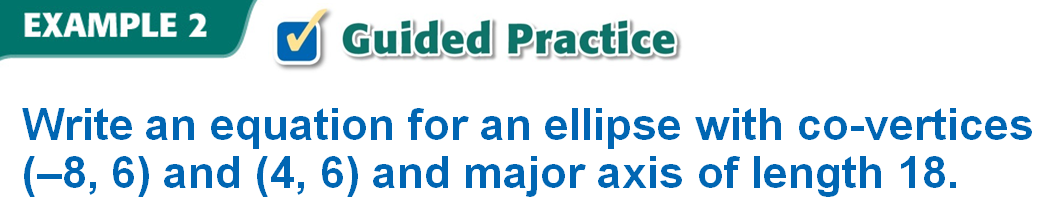 EXAMPLE 2
Guided Practice
Write an equation for an ellipse with co-vertices
(–8, 6) and (4, 6) and major axis of length 18.